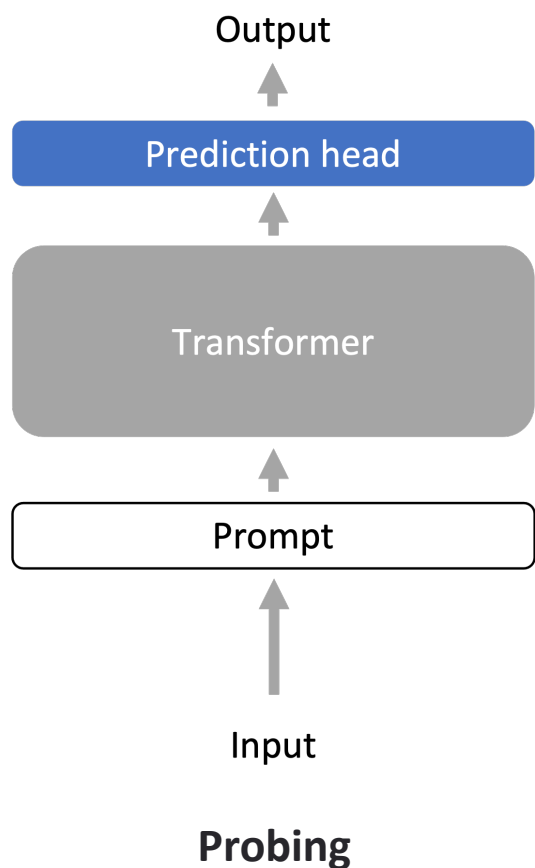 Output
Prediction head
Transformer
Prompt
Input
Probing